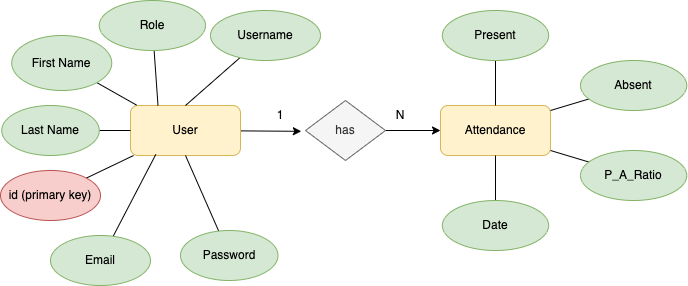 Role
Username
Present
First Name
Absent
1
N
Last Name
User
has
Attendance
P_A_Ratio
id (primary key)
Date
Email
Password